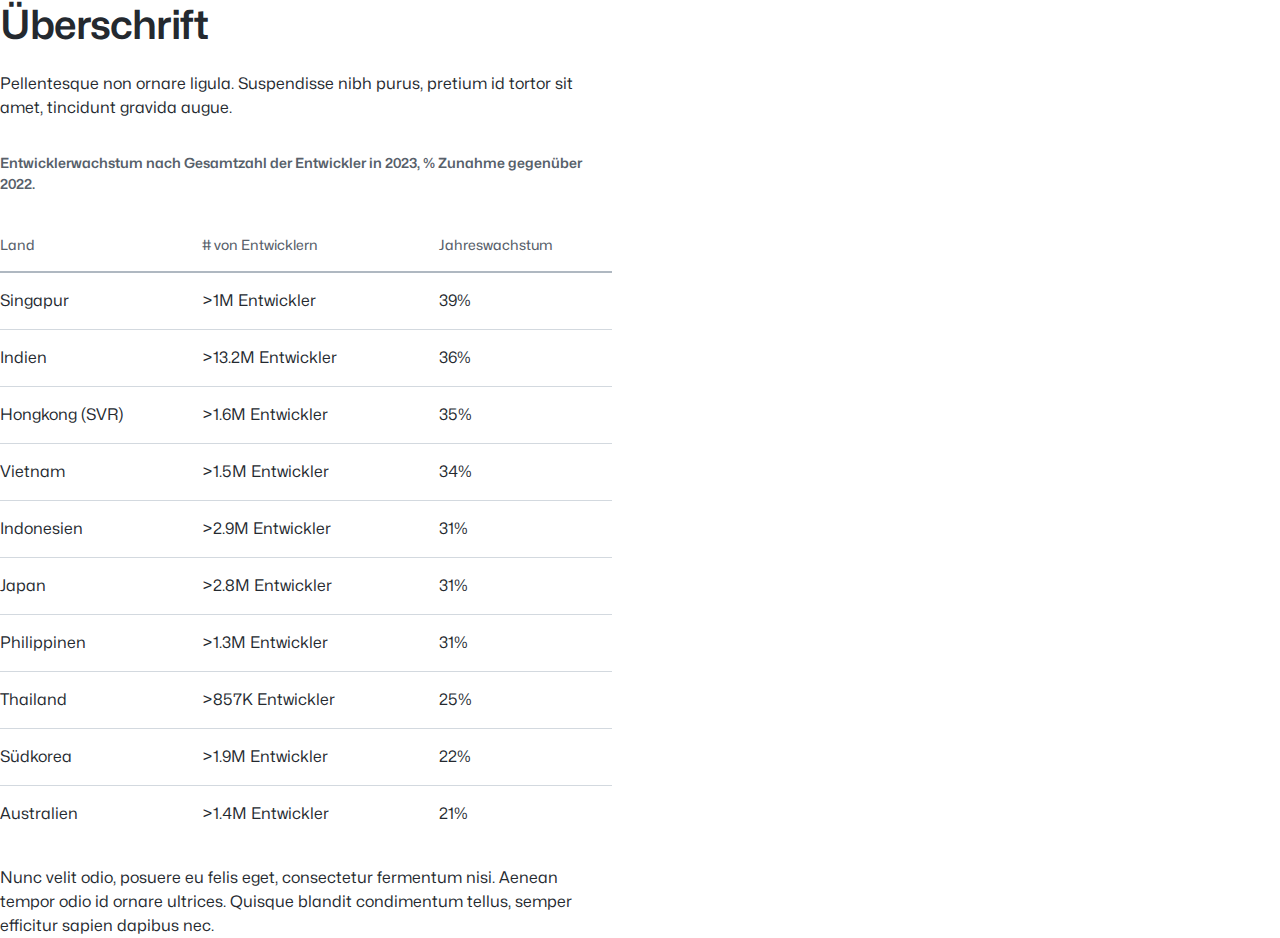 Überschrift
Pellentesque non ornare ligula. Suspendisse nibh purus, pretium id tortor sit
amet, tincidunt gravida augue.
Entwicklerwachstum nach Gesamtzahl der Entwickler in 2023, % Zunahme gegenüber
2022.
Land # von Entwicklern Jahreswachstum
Singapur >1M Entwickler 39%
Indien >13.2M Entwickler 36%
Hongkong (SVR) >1.6M Entwickler 35%
Vietnam >1.5M Entwickler 34%
Indonesien >2.9M Entwickler 31%
Japan >2.8M Entwickler 31%
Philippinen >1.3M Entwickler 31%
Thailand >857K Entwickler 25%
Südkorea >1.9M Entwickler 22%
Australien >1.4M Entwickler 21%
Nunc velit odio, posuere eu felis eget, consectetur fermentum nisi. Aenean
tempor odio id ornare ultrices. Quisque blandit condimentum tellus, semper
efficitur sapien dapibus nec.